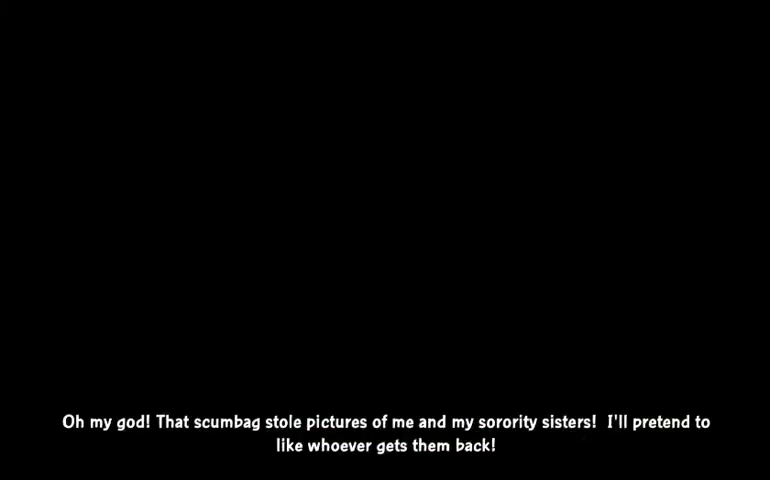 Oh my god! That scumbag stole pictures of me and my sorority sisters!  I'll pretend to
like whoever gets them back!